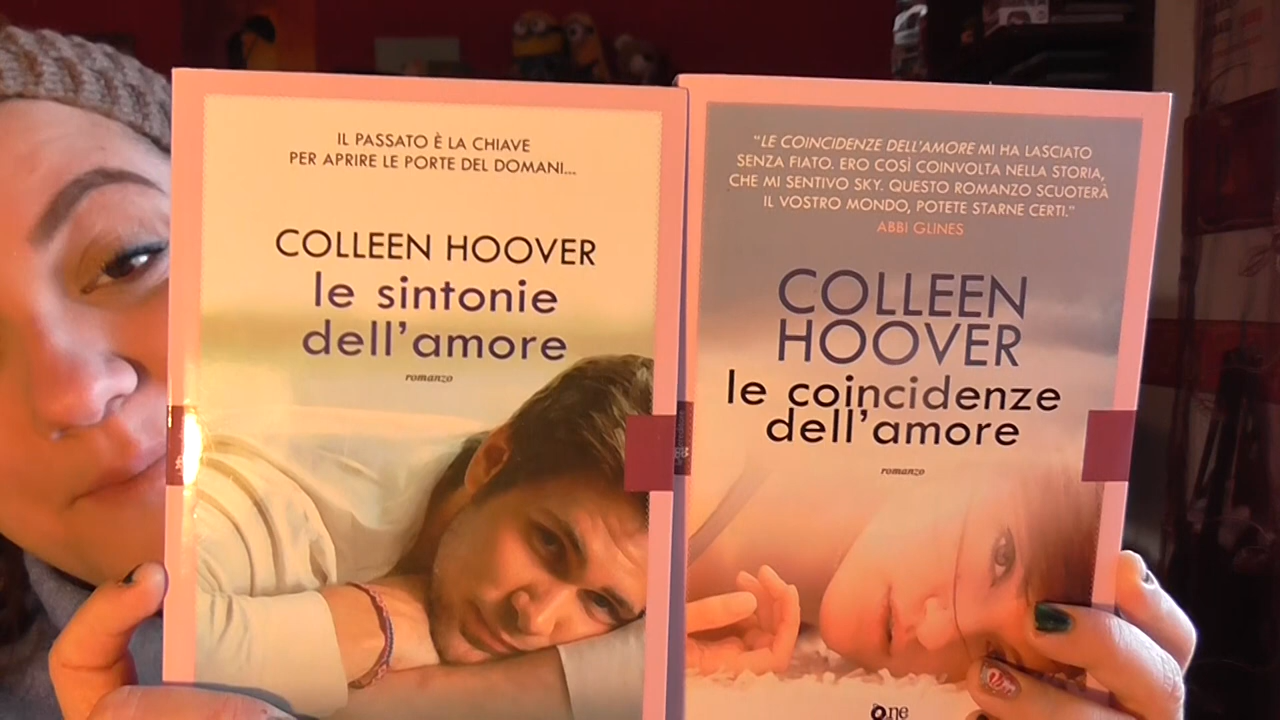 IL PASSATO È LA CHIAVE
PER APRIRE LE PORTE DEL DOMANI...
COLLEEN HOOVER
le sintonie
dell'amore
romanzo
"LE COINCIDENZE DELL'AMORE MI HA LASCIATO
SENZA FIATO. ERO COSÌ COINVOLTA NELLA STORIA,
CHE MI SENTIVO SKY. QUESTO ROMANZO SCUOTERÀ
IL VOSTRO MONDO, POTETE STARNE CERTI."
ABBI GLINES
COLLEEN
HOOVER
le coincidenze
dell'amore
romanzo
One